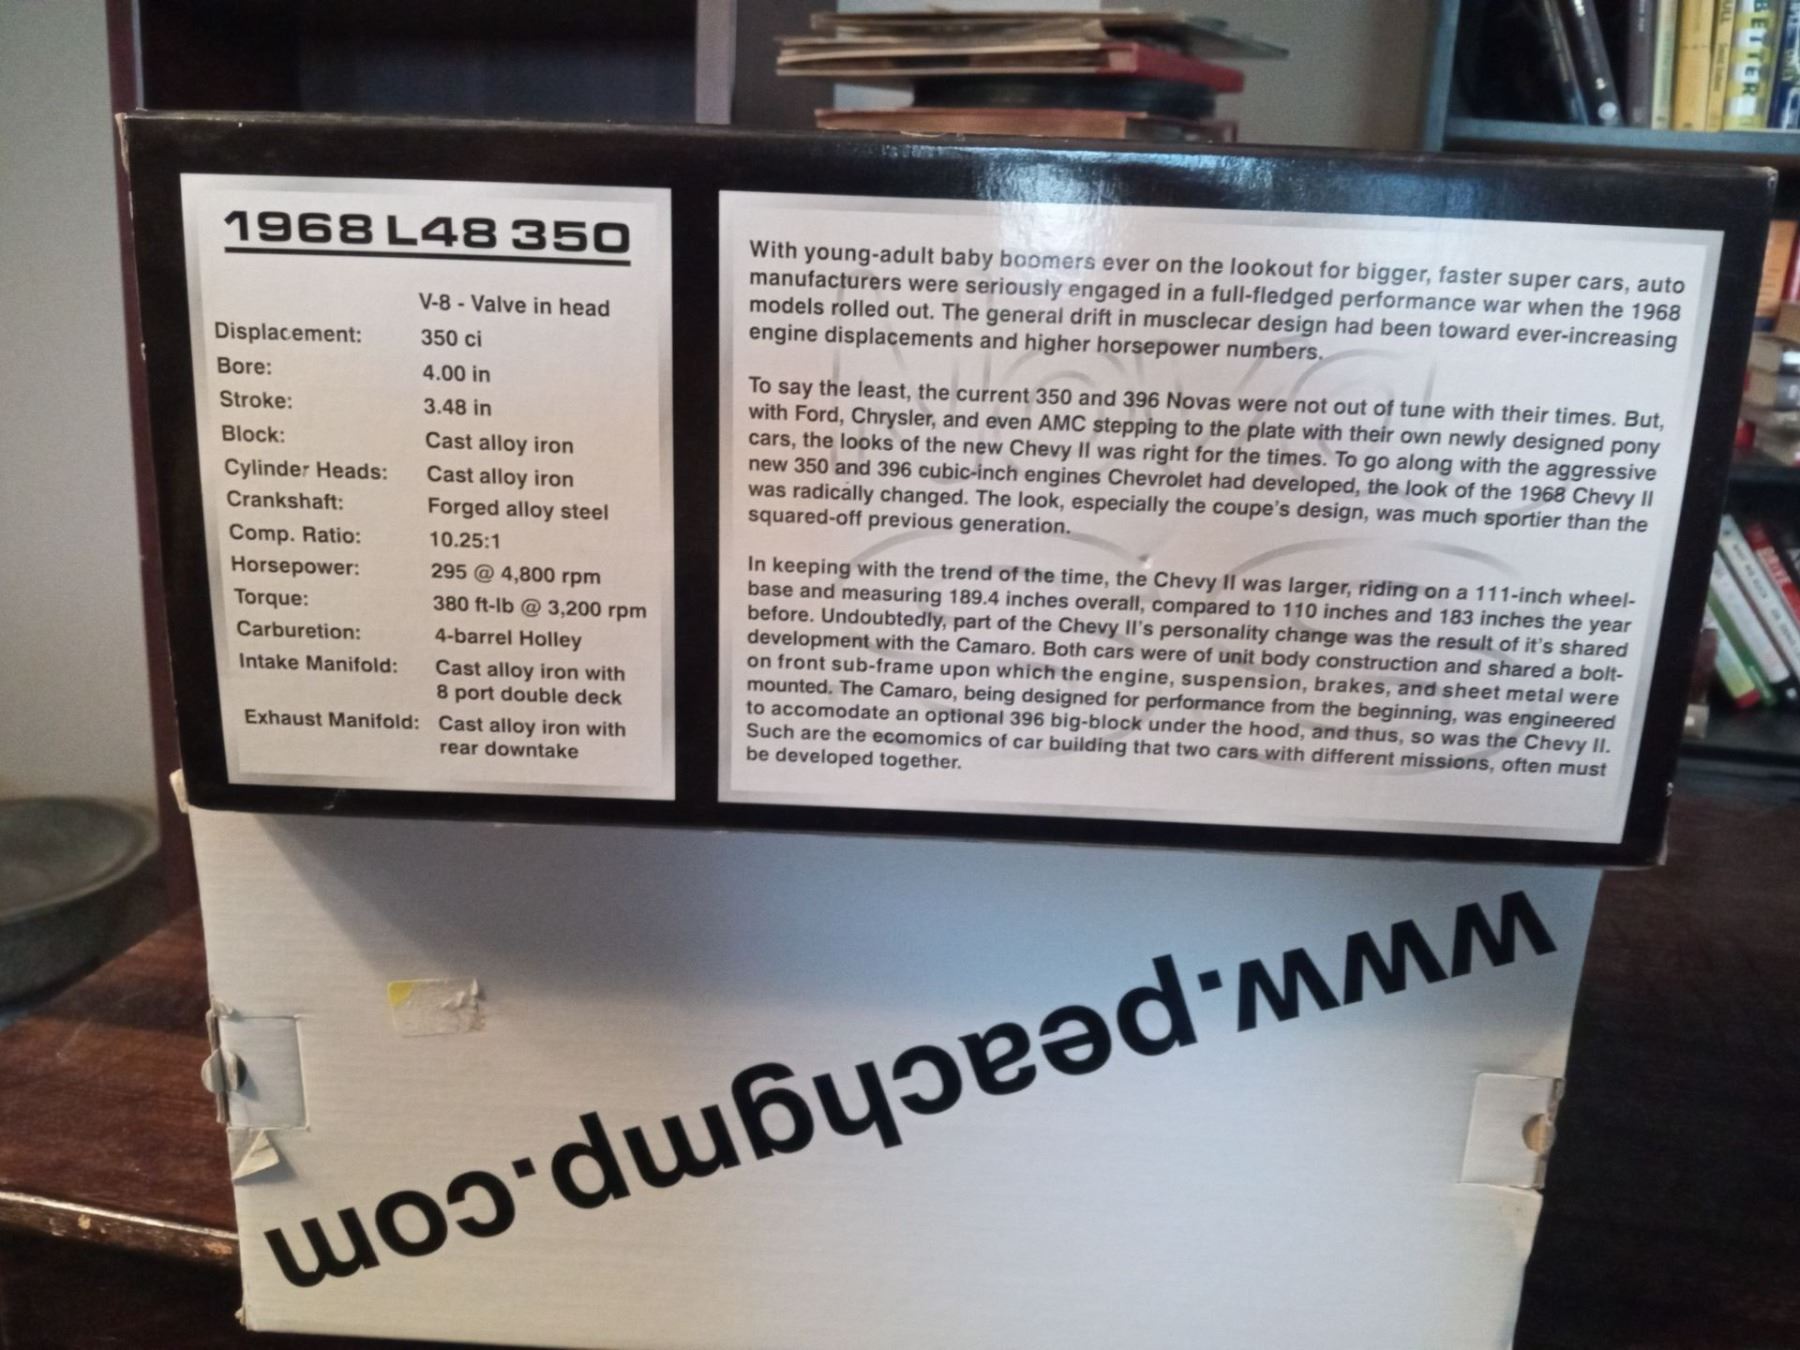 1968 L48 350
V-8 - Valve in head
Displacement: 350 ci
Bore: 4.00 in
Stroke: 3.48 in
Block: Cast alloy iron
Cylinder Heads: Cast alloy iron
Crankshaft: Forged alloy steel
Comp. Ratio: 10.25:1
Horsepower: 295 @ 4,800 rpm
Torque: 380 ft-lb @ 3,200 rpm
Carburetion: 4-barrel Holley
Intake Manifold: Cast alloy iron with
8 port double deck
Exhaust Manifold: Cast alloy iron with
rear downtake
With young-adult baby boomers ever on the lookout for bigger, faster super cars, auto
manufacturers were seriously engaged in a full-fledged performance war when the 1968
models rolled out. The general drift in musclecar design had been toward ever-increasing
engine displacements and higher horsepower numbers.
To say the least, the current 350 and 396 Novas were not out of tune with their times. But,
with Ford, Chrysler, and even AMC stepping to the plate with their own newly designed pony
cars, the looks of the new Chevy II was right for the times. To go along with the aggressive
new 350 and 396 cubic-inch engines Chevrolet had developed, the look of the 1968 Chevy II
was radically changed. The look, especially the coupe's design, was much sportier than the
squared-off previous generation.
In keeping with the trend of the time, the Chevy II was larger, riding on a 111-inch wheel-
base and measuring 189.4 inches overall, compared to 110 inches and 183 inches the year
before. Undoubtedly, part of the Chevy II's personality change was the result of it's shared
development with the Camaro. Both cars were of unit body construction and shared a bolt-
on front sub-frame upon which the engine, suspension, brakes, and sheet metal were
mounted. The Camaro, being designed for performance from the beginning, was engineered
to accomodate an optional 396 big-block under the hood, and thus, so was the Chevy II.
Such are the ecomomics of car building that two cars with different missions, often must
be developed together.
Nova
SS
www.peachgmp.com
BETTER